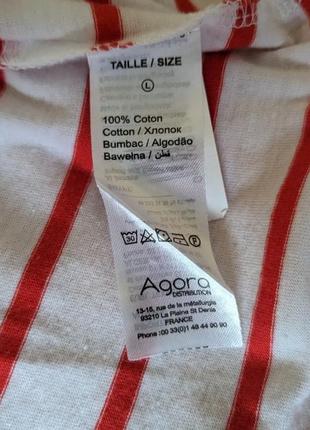 TAILLE / SIZE
L
100% Coton
Cotton / Хлопок
Bumbac / Algodão
Bawełna / قطن
30
Agora
DISTRIBUTION
13-15, rue de la métallurgie
93210 La Plaine St Denis
FRANCE
Phone : 00 33(0)1 48 44 90 90